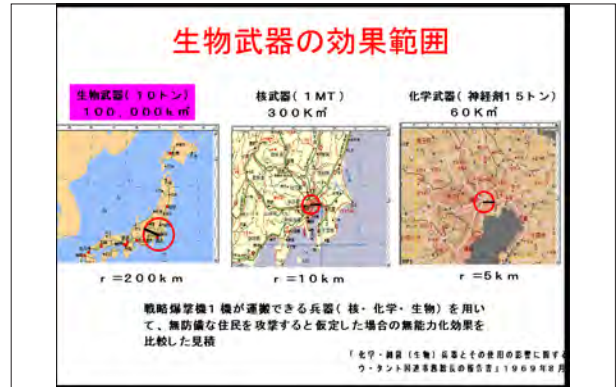 生物武器の効果範囲
生物武器(10トン)
100,000k㎡
核武器(1MT)
300K㎡
化学武器(神経剤15トン)
60K㎡
r=200km
r=10km
r=5km
戦略爆撃機1機が運搬できる兵器(核・化学・生物)を用い
て、無防備な住民を攻撃すると仮定した場合の無能力化効果を
比較した見積
「化学・細菌(生物)兵器とその使用の影響に関する
ウ・タント国連事務総長の報告書」1969年8月